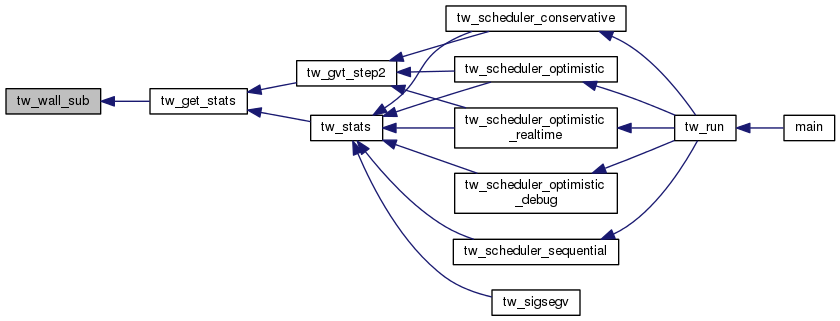 tw_wall_sub
tw_get_stats
tw_gvt_step2
tw_stats
tw_scheduler_conservative
tw_scheduler_optimistic
tw_scheduler_optimistic
_realtime
tw_scheduler_optimistic
_debug
tw_scheduler_sequential
tw_sigsegv
tw_run
main